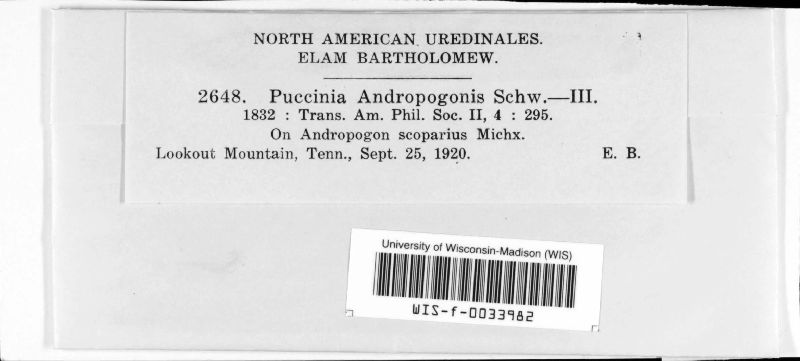 NORTH AMERICAN UREDINALES.
ELAM BARTHOLOMEW.
2648. Puccinia Andropogonis Schw.—III.
1832 : Trans. Am. Phil. Soc. II, 4 : 295.
On Andropogon scoparius Michx.
Lookout Mountain, Tenn., Sept. 25, 1920. E. B.
University of Wisconsin-Madison (WIS)
WIS-f-0033982